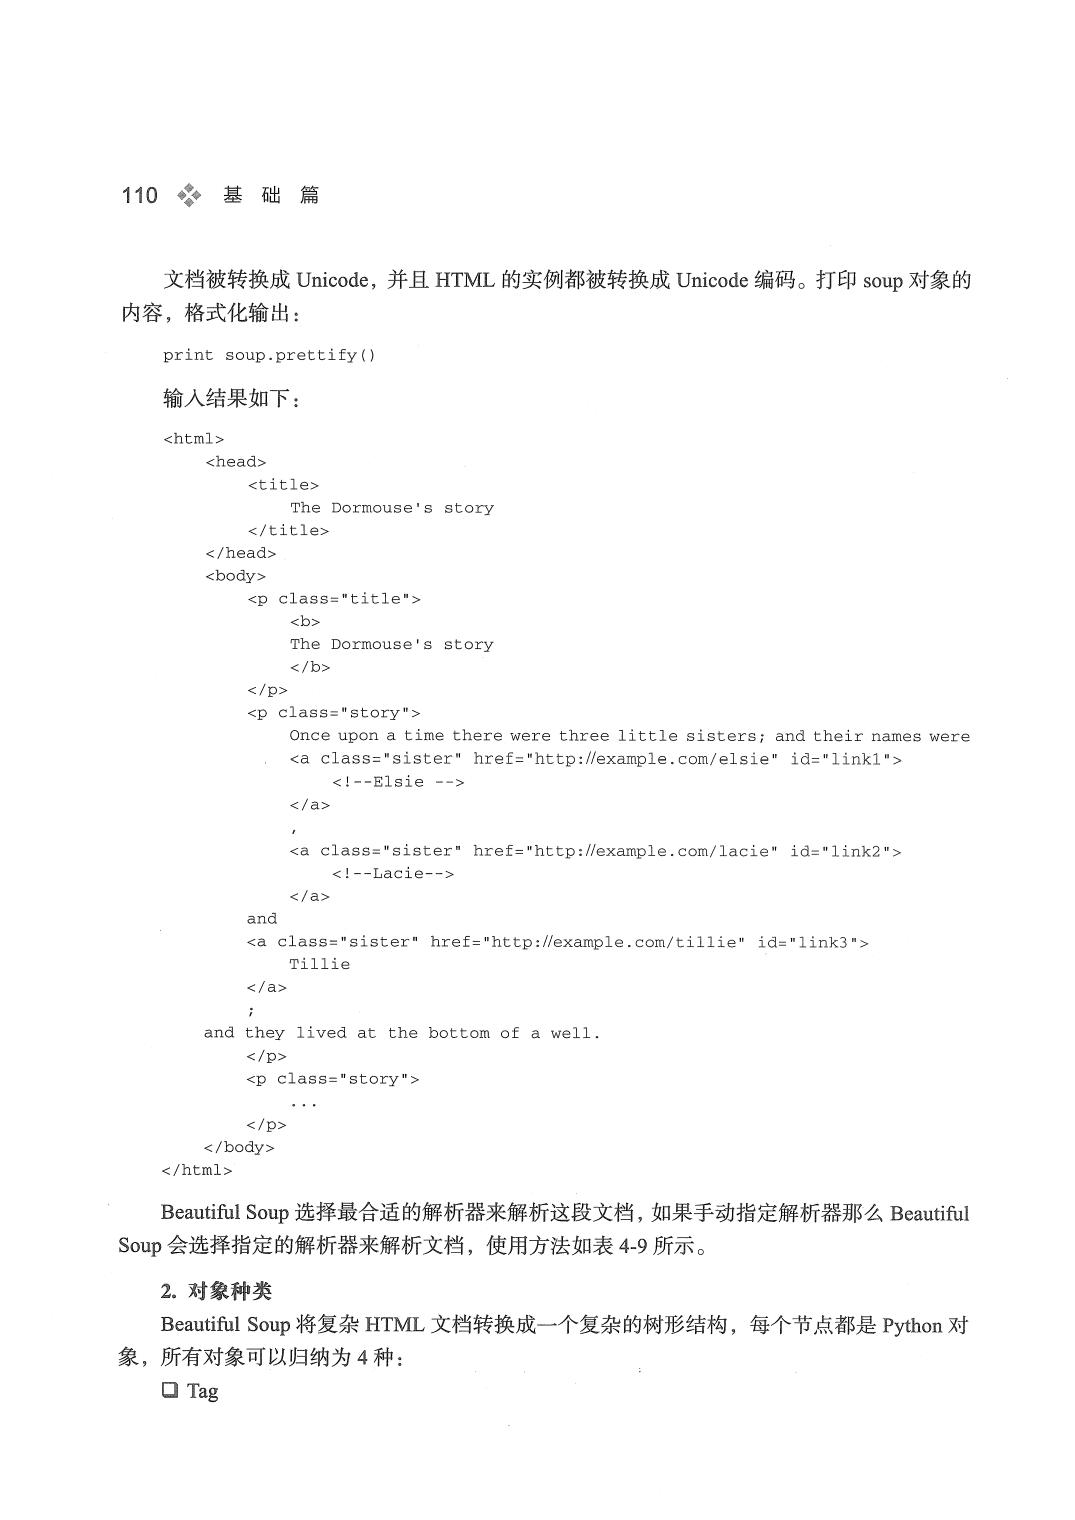 110 基 础 篇
文档被转换成 Unicode，并且 HTML 的实例都被转换成 Unicode 编码。打印 soup 对象的
内容，格式化输出：
print soup.prettify()
输入结果如下：
<html>
    <head>
        <title>
            The Dormouse's story
        </title>
    </head>
    <body>
        <p class="title">
            <b>
            The Dormouse's story
            </b>
        </p>
        <p class="story">
            Once upon a time there were three little sisters; and their names were
            <a class="sister" href="http://example.com/elsie" id="link1">
                <!--Elsie -->
            </a>
            ,
            <a class="sister" href="http://example.com/lacie" id="link2">
                <!--Lacie-->
            </a>
        and
        <a class="sister" href="http://example.com/tillie" id="link3">
            Tillie
        </a>
        ;
    and they lived at the bottom of a well.
        </p>
        <p class="story">
            ...
        </p>
    </body>
</html>
Beautiful Soup 选择最合适的解析器来解析这段文档，如果手动指定解析器那么 Beautiful
Soup 会选择指定的解析器来解析文档，使用方法如表 4-9 所示。
2. 对象种类
Beautiful Soup 将复杂 HTML 文档转换成一个复杂的树形结构，每个节点都是 Python 对
象，所有对象可以归纳为 4 种：
❑ Tag